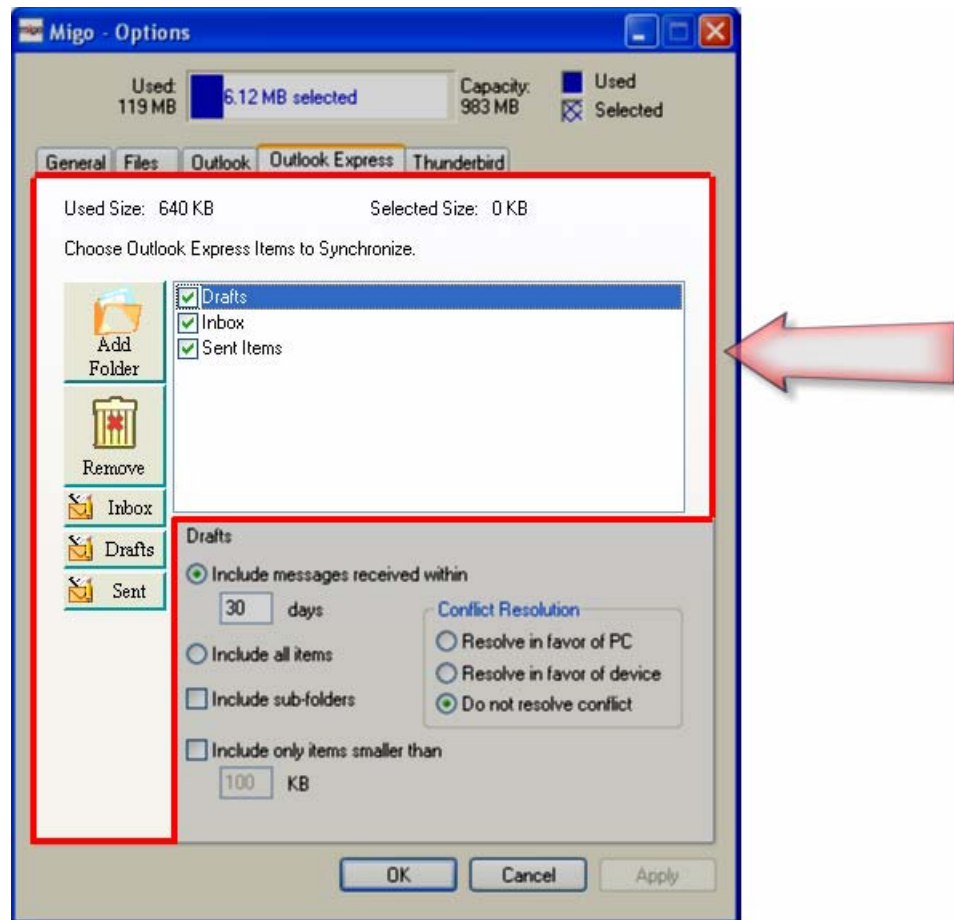 migo Migo - Options
Used:
119 MB
6.12 MB selected
Capacity:
983 MB
Used
Selected
General Files Outlook Outlook Express Thunderbird
Used Size: 640 KB Selected Size: 0 KB
Choose Outlook Express Items to Synchronize.
Add
Folder
Remove
Inbox
Drafts
Sent
Drafts
Inbox
Sent Items
Drafts
Include messages received within
30 days
Include all items
Include sub-folders
Include only items smaller than
100 KB
Conflict Resolution
Resolve in favor of PC
Resolve in favor of device
Do not resolve conflict
OK Cancel Apply